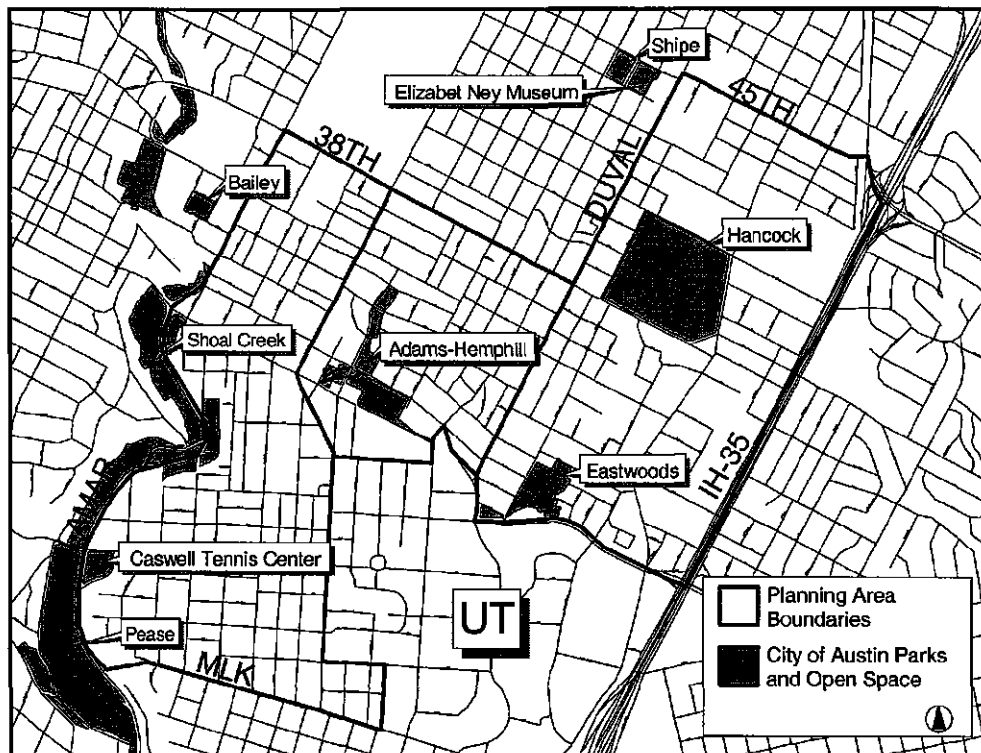 Shipe
Elizabet Ney Museum
45TH
38TH
DUVAL
Bailey
Hancock
Shoal Creek
Adams-Hemphill
LAMAR
IH-35
Eastwoods
Caswell Tennis Center
UT
Pease
MLK
Planning Area
Boundaries
City of Austin Parks
and Open Space